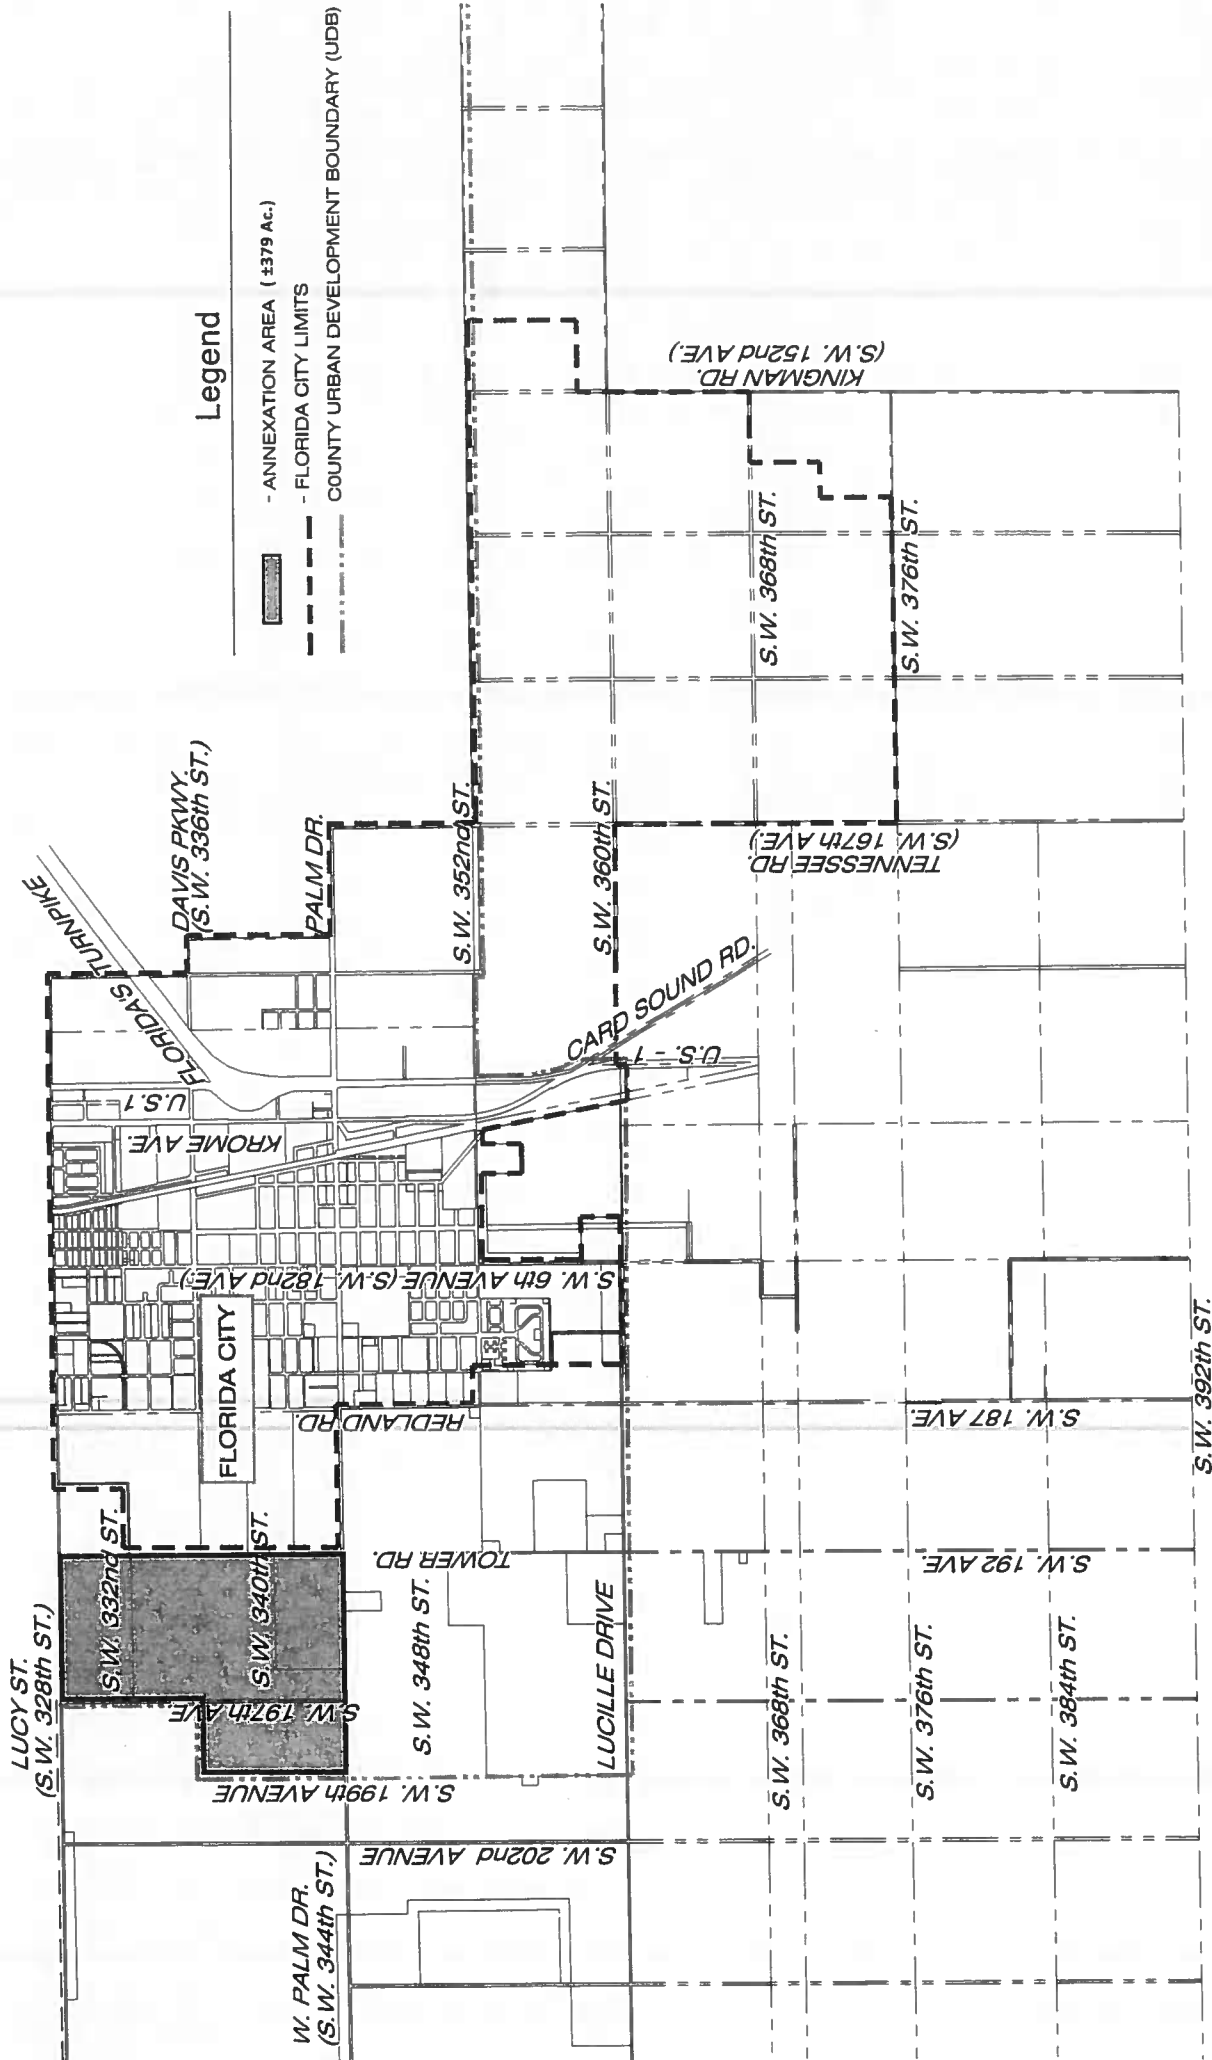 Legend
- ANNEXATION AREA (±379 Ac.)
- FLORIDA CITY LIMITS
COUNTY URBAN DEVELOPMENT BOUNDARY (UDB)
LUCY ST.
(S.W. 328th ST.)
S.W. 332nd ST.
S.W. 340th ST.
W. PALM DR.
(S.W. 344th ST.)
S.W. 348th ST.
LUCILLE DRIVE
S.W. 368th ST.
S.W. 376th ST.
S.W. 384th ST.
S.W. 392th ST.
S.W. 202nd AVENUE
S.W. 199th AVENUE
S.W. 197th AVE.
TOWER RD.
S.W. 192 AVE.
REDLAND RD.
S.W. 187 AVE.
FLORIDA CITY
S.W. 6th AVENUE (S.W. 182nd AVE.)
KROME AVE.
U.S.1
FLORIDA'S TURNPIKE
DAVIS PKWY.
(S.W. 336th ST.)
PALM DR.
S.W. 352nd ST.
S.W. 360th ST.
CARD SOUND RD.
U.S. - 1
TENNESSEE RD.
(S.W. 167th AVE.)
S.W. 368th ST.
S.W. 376th ST.
KINGMAN RD.
(S.W. 152nd AVE.)